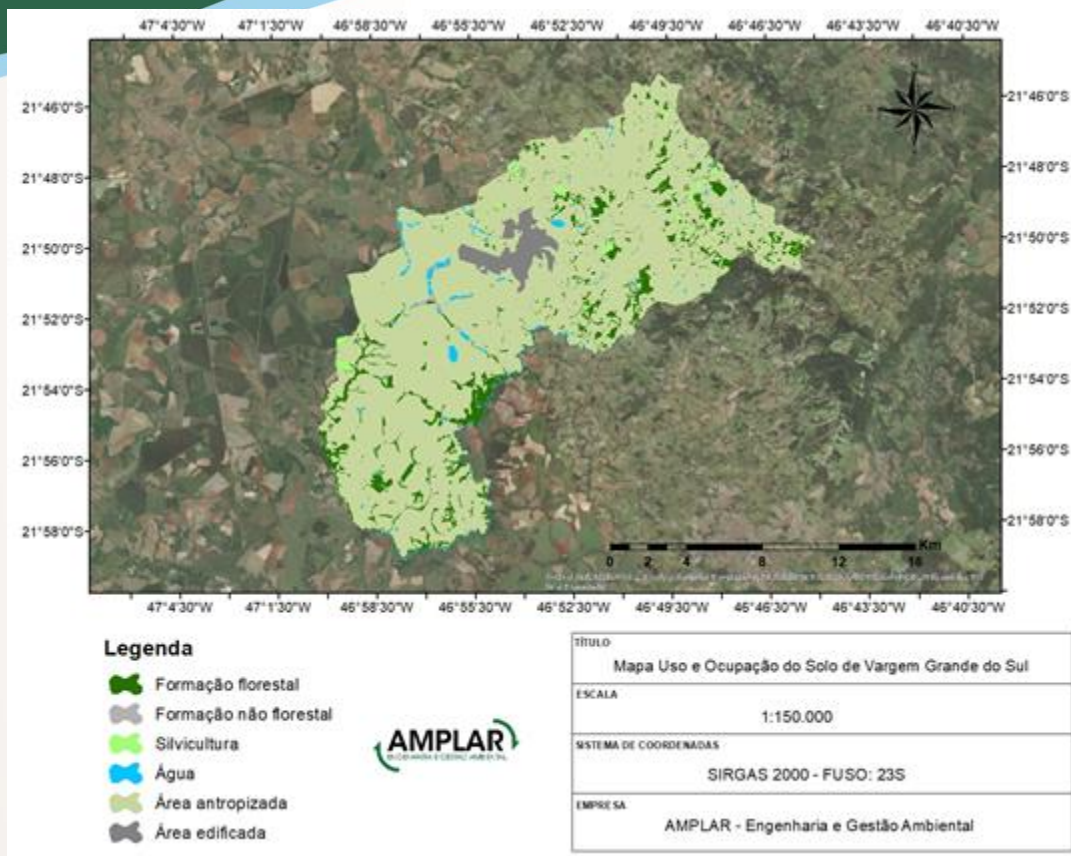 47°4'30"W 47°1'30"W 46°58'30"W 46°55'30"W 46°52'30"W 46°49'30"W 46°46'30"W 46°43'30"W 46°40'30"W
21°46'0"S 21°46'0"S
21°48'0"S 21°48'0"S
21°50'0"S 21°50'0"S
21°52'0"S 21°52'0"S
21°54'0"S 21°54'0"S
21°56'0"S 21°56'0"S
21°58'0"S 21°58'0"S
Km
0 2 4 8 12 16
47°4'30"W 47°1'30"W 46°58'30"W 46°55'30"W 46°52'30"W 46°49'30"W 46°46'30"W 46°43'30"W 46°40'30"W
Legenda
Formação florestal
Formação não florestal
Silvicultura
Água
Área antropizada
Área edificada
AMPLAR
ENGENHARIA E GESTÃO AMBIENTAL
TÍTULO
Mapa Uso e Ocupação do Solo de Vargem Grande do Sul
ESCALA
1:150.000
SISTEMA DE COORDENADAS
SIRGAS 2000 - FUSO: 23S
EMPRESA
AMPLAR - Engenharia e Gestão Ambiental